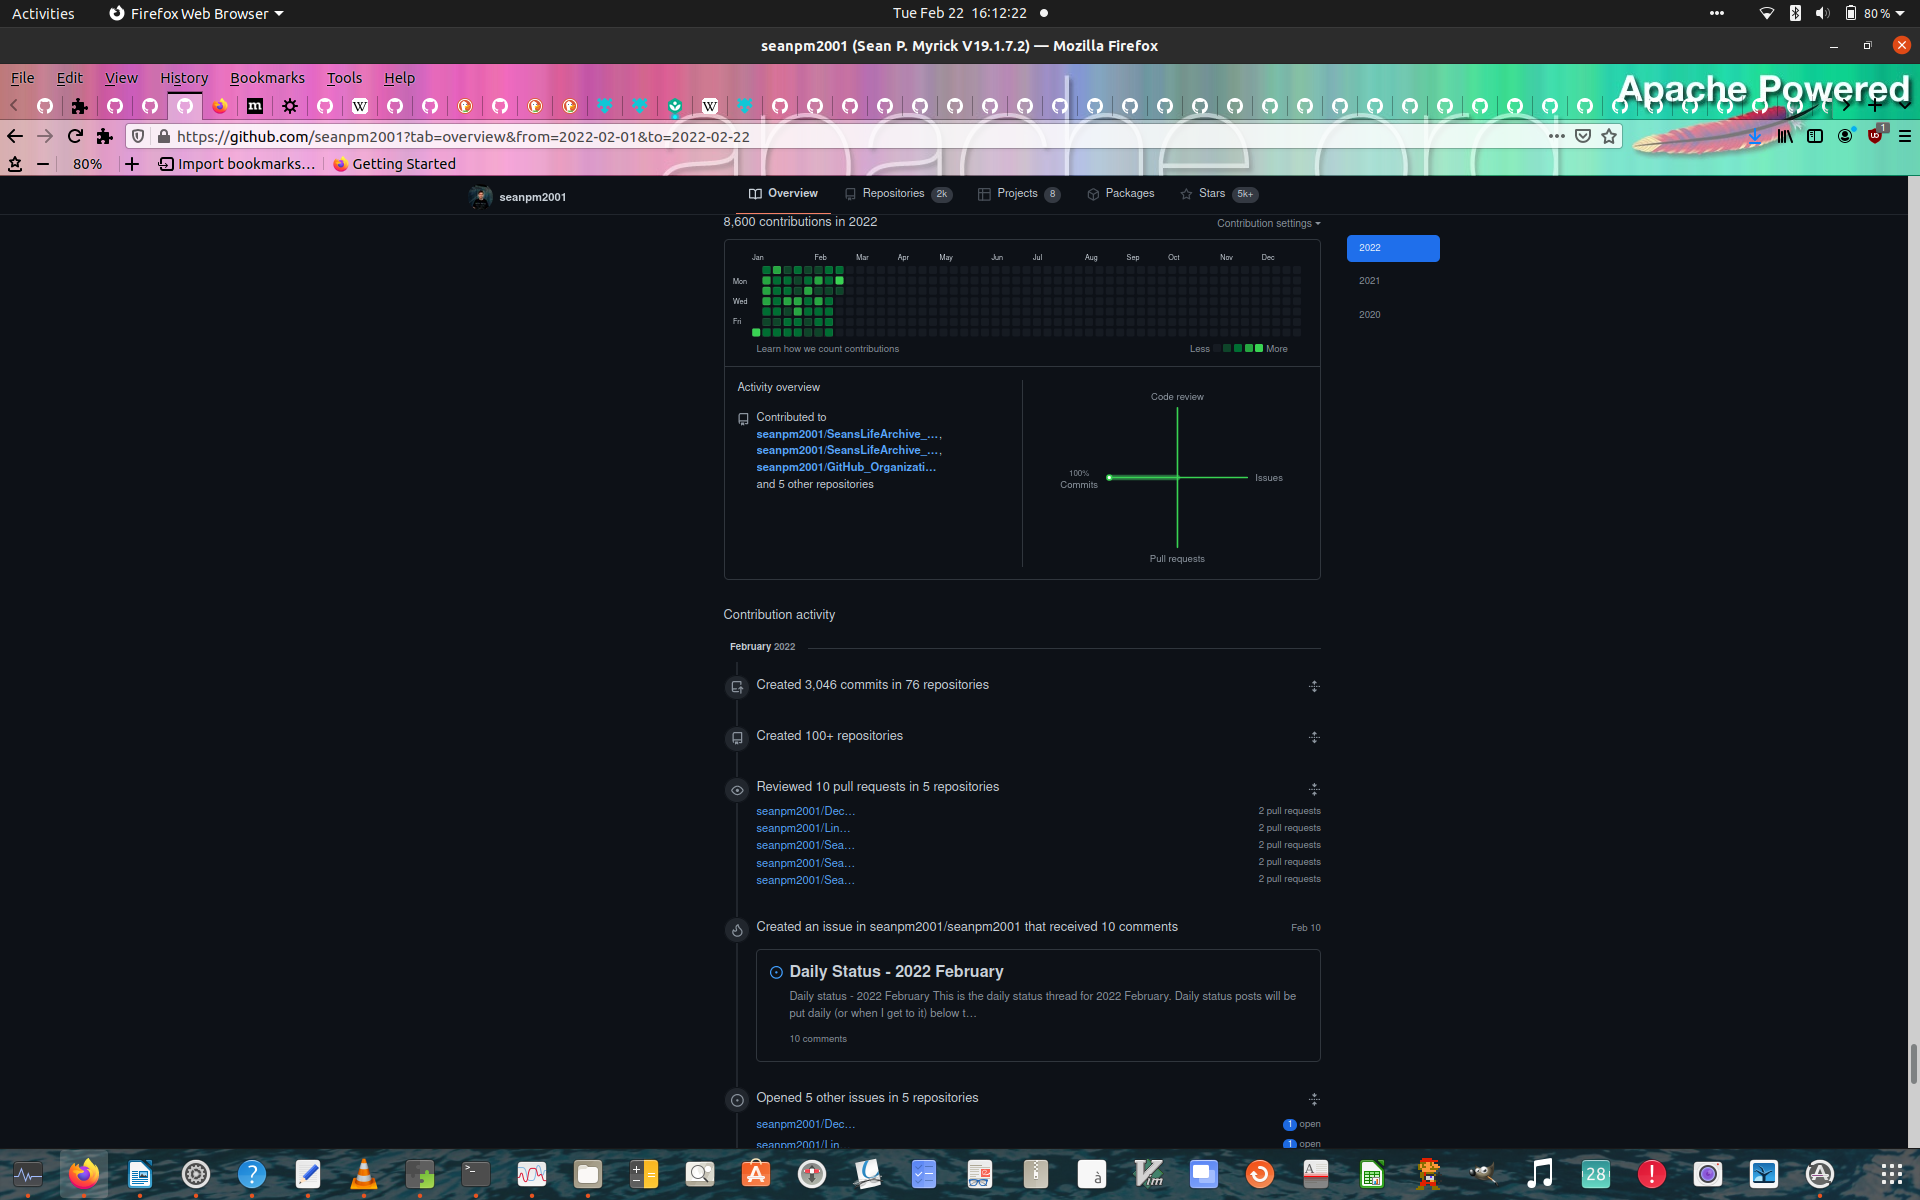 Activities
Firefox Web Browser
Tue Feb 22 16:12:22
80 %
seanpm2001 (Sean P. Myrick V19.1.7.2) — Mozilla Firefox
File Edit View History Bookmarks Tools Help
Apache Powered
https://github.com/seanpm2001?tab=overview&from=2022-02-01&to=2022-02-22
80%
Import bookmarks...
Getting Started
seanpm2001
Overview
Repositories 2k
Projects 8
Packages
Stars 5k+
8,600 contributions in 2022
Contribution settings
2022
2021
2020
Jan Feb Mar Apr May Jun Jul Aug Sep Oct Nov Dec
Mon
Wed
Fri
Learn how we count contributions
Less More
Activity overview
Contributed to
seanpm2001/SeansLifeArchive_...,
seanpm2001/SeansLifeArchive_...,
seanpm2001/GitHub_Organizati...
and 5 other repositories
Code review
100%
Commits
Issues
Pull requests
Contribution activity
February 2022
Created 3,046 commits in 76 repositories
Created 100+ repositories
Reviewed 10 pull requests in 5 repositories
seanpm2001/Dec... 2 pull requests
seanpm2001/Lin... 2 pull requests
seanpm2001/Sea... 2 pull requests
seanpm2001/Sea... 2 pull requests
seanpm2001/Sea... 2 pull requests
Created an issue in seanpm2001/seanpm2001 that received 10 comments Feb 10
Daily Status - 2022 February
Daily status - 2022 February This is the daily status thread for 2022 February. Daily status posts will be
put daily (or when I get to it) below t...
10 comments
Opened 5 other issues in 5 repositories
seanpm2001/Dec... 1 open
seanpm2001/Lin... 1 open
28